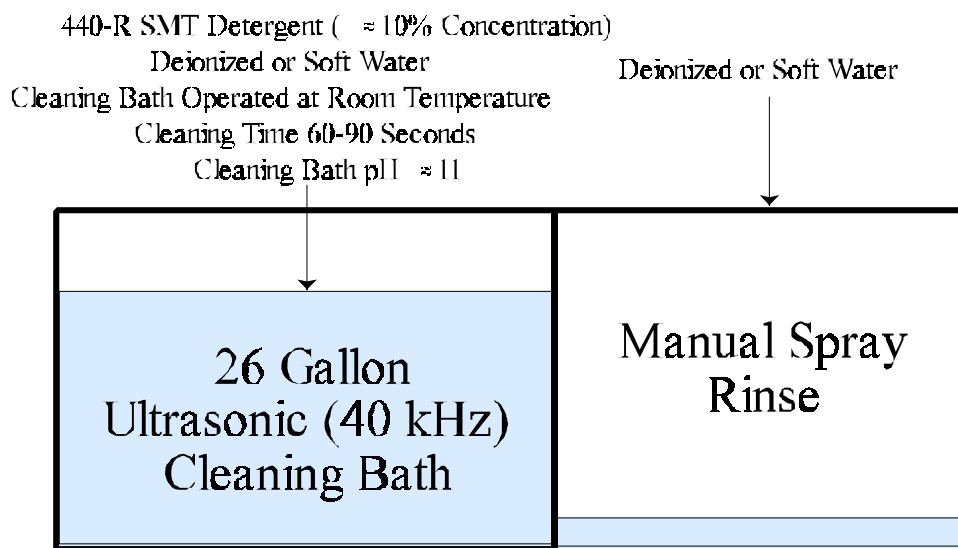 440-R SMT Detergent ( ≈ 10% Concentration)
Deionized or Soft Water
Cleaning Bath Operated at Room Temperature
Cleaning Time 60-90 Seconds
Cleaning Bath pH ≈ 11
Deionized or Soft Water
26 Gallon
Ultrasonic (40 kHz)
Cleaning Bath
Manual Spray
Rinse